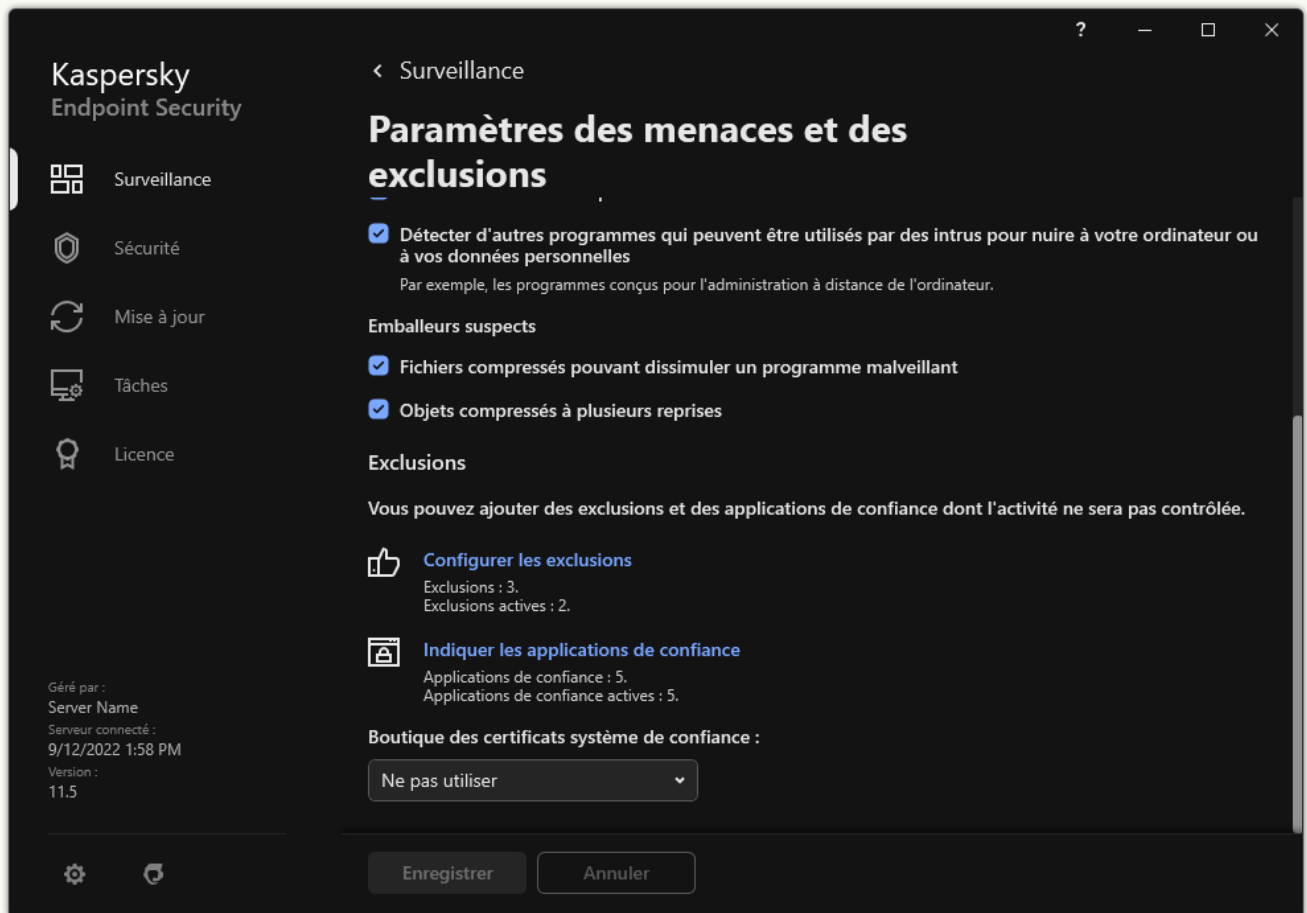 ?
Kaspersky
Endpoint Security
Surveillance
Sécurité
Mise à jour
Tâches
Licence
Géré par :
Server Name
Serveur connecté :
9/12/2022 1:58 PM
Version :
11.5
Surveillance
Paramètres des menaces et des
exclusions
Détecter d'autres programmes qui peuvent être utilisés par des intrus pour nuire à votre ordinateur ou
à vos données personnelles
Par exemple, les programmes conçus pour l'administration à distance de l'ordinateur.
Emballeurs suspects
Fichiers compressés pouvant dissimuler un programme malveillant
Objets compressés à plusieurs reprises
Exclusions
Vous pouvez ajouter des exclusions et des applications de confiance dont l'activité ne sera pas contrôlée.
Configurer les exclusions
Exclusions : 3.
Exclusions actives : 2.
Indiquer les applications de confiance
Applications de confiance : 5.
Applications de confiance actives : 5.
Boutique des certificats système de confiance :
Ne pas utiliser
Enregistrer
Annuler